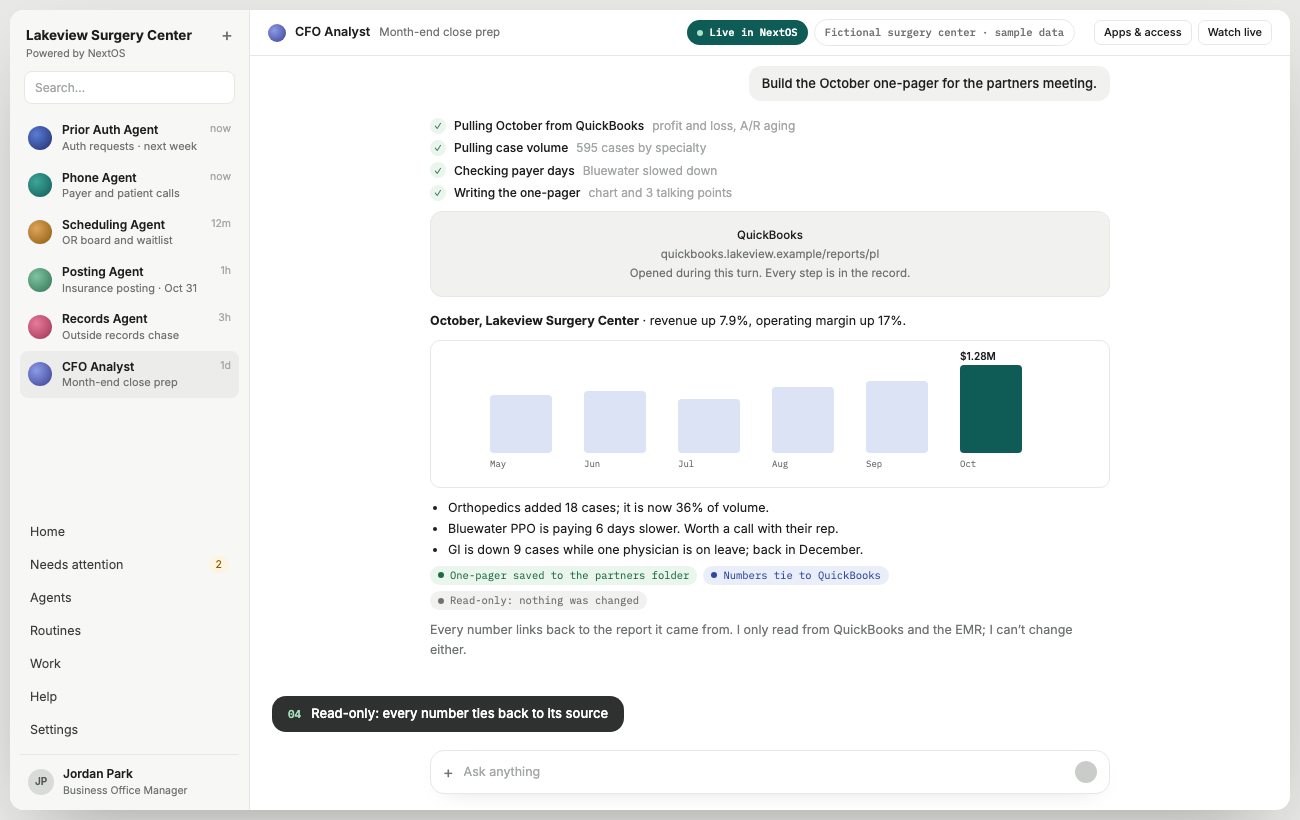 Lakeview Surgery Center +
Powered by NextOS
Search...
Prior Auth Agent now
Auth requests · next week
Phone Agent now
Payer and patient calls
Scheduling Agent 12m
OR board and waitlist
Posting Agent 1h
Insurance posting · Oct 31
Records Agent 3h
Outside records chase
CFO Analyst 1d
Month-end close prep
Home
Needs attention 2
Agents
Routines
Work
Help
Settings
JP
Jordan Park
Business Office Manager
CFO Analyst Month-end close prep
Live in NextOS
Fictional surgery center · sample data
Apps & access
Watch live
Build the October one-pager for the partners meeting.
✓ Pulling October from QuickBooks profit and loss, A/R aging
✓ Pulling case volume 595 cases by specialty
✓ Checking payer days Bluewater slowed down
✓ Writing the one-pager chart and 3 talking points
QuickBooks
quickbooks.lakeview.example/reports/pl
Opened during this turn. Every step is in the record.
October, Lakeview Surgery Center · revenue up 7.9%, operating margin up 17%.
$1.28M
May Jun Jul Aug Sep Oct
• Orthopedics added 18 cases; it is now 36% of volume.
• Bluewater PPO is paying 6 days slower. Worth a call with their rep.
• GI is down 9 cases while one physician is on leave; back in December.
One-pager saved to the partners folder
Numbers tie to QuickBooks
Read-only: nothing was changed
Every number links back to the report it came from. I only read from QuickBooks and the EMR; I can't change
either.
04 Read-only: every number ties back to its source
+ Ask anything